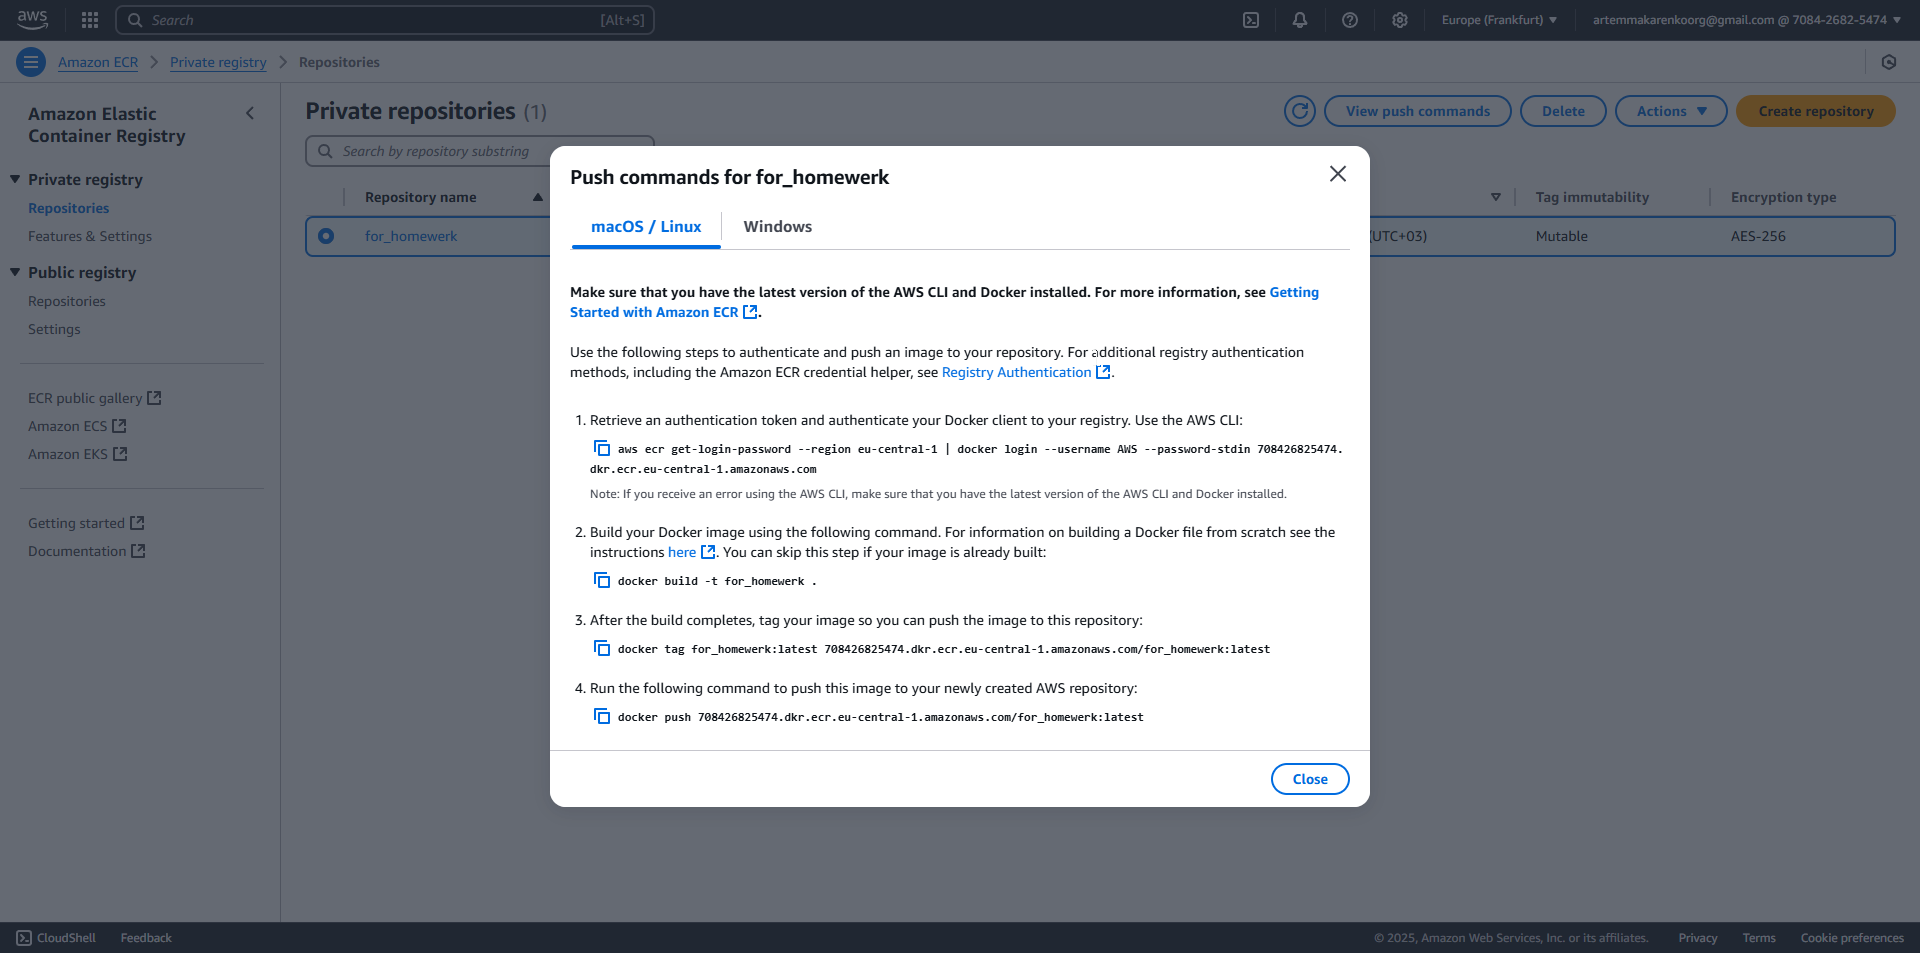 aws
Search
[Alt+S]
Europe (Frankfurt)
artemmakarenkoorg@gmail.com @ 7084-2682-5474
Amazon ECR
Private registry
Repositories
Amazon Elastic
Container Registry
Private registry
Repositories
Features & Settings
Public registry
Repositories
Settings
ECR public gallery
Amazon ECS
Amazon EKS
Getting started
Documentation
Private repositories (1)
View push commands
Delete
Actions
Create repository
Search by repository substring
Repository name
Tag immutability
Encryption type
for_homewerk
(UTC+03)
Mutable
AES-256
Push commands for for_homewerk
macOS / Linux
Windows
Make sure that you have the latest version of the AWS CLI and Docker installed. For more information, see Getting
Started with Amazon ECR.
Use the following steps to authenticate and push an image to your repository. For additional registry authentication
methods, including the Amazon ECR credential helper, see Registry Authentication.
1. Retrieve an authentication token and authenticate your Docker client to your registry. Use the AWS CLI:
aws ecr get-login-password --region eu-central-1 | docker login --username AWS --password-stdin 708426825474.
dkr.ecr.eu-central-1.amazonaws.com
Note: If you receive an error using the AWS CLI, make sure that you have the latest version of the AWS CLI and Docker installed.
2. Build your Docker image using the following command. For information on building a Docker file from scratch see the
instructions here. You can skip this step if your image is already built:
docker build -t for_homewerk .
3. After the build completes, tag your image so you can push the image to this repository:
docker tag for_homewerk:latest 708426825474.dkr.ecr.eu-central-1.amazonaws.com/for_homewerk:latest
4. Run the following command to push this image to your newly created AWS repository:
docker push 708426825474.dkr.ecr.eu-central-1.amazonaws.com/for_homewerk:latest
Close
CloudShell
Feedback
© 2025, Amazon Web Services, Inc. or its affiliates.
Privacy
Terms
Cookie preferences